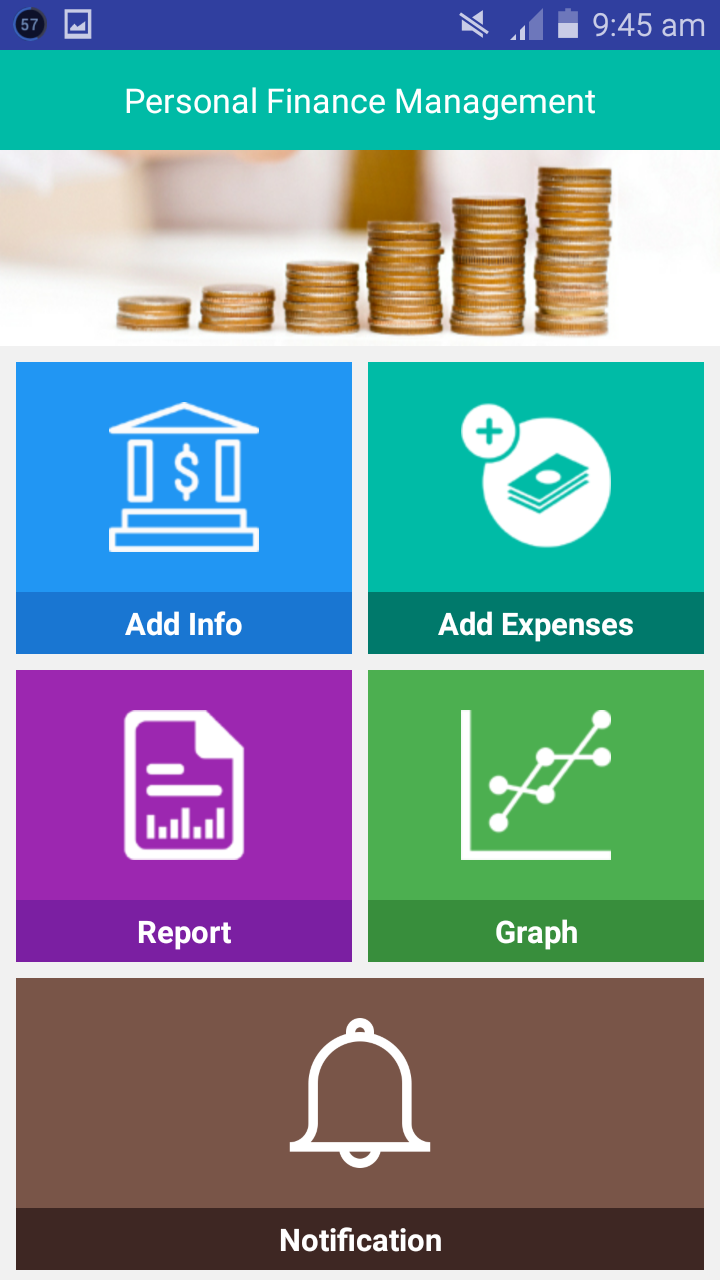 57
9:45 am
Personal Finance Management
$
Add Info
Add Expenses
Report
Graph
Notification